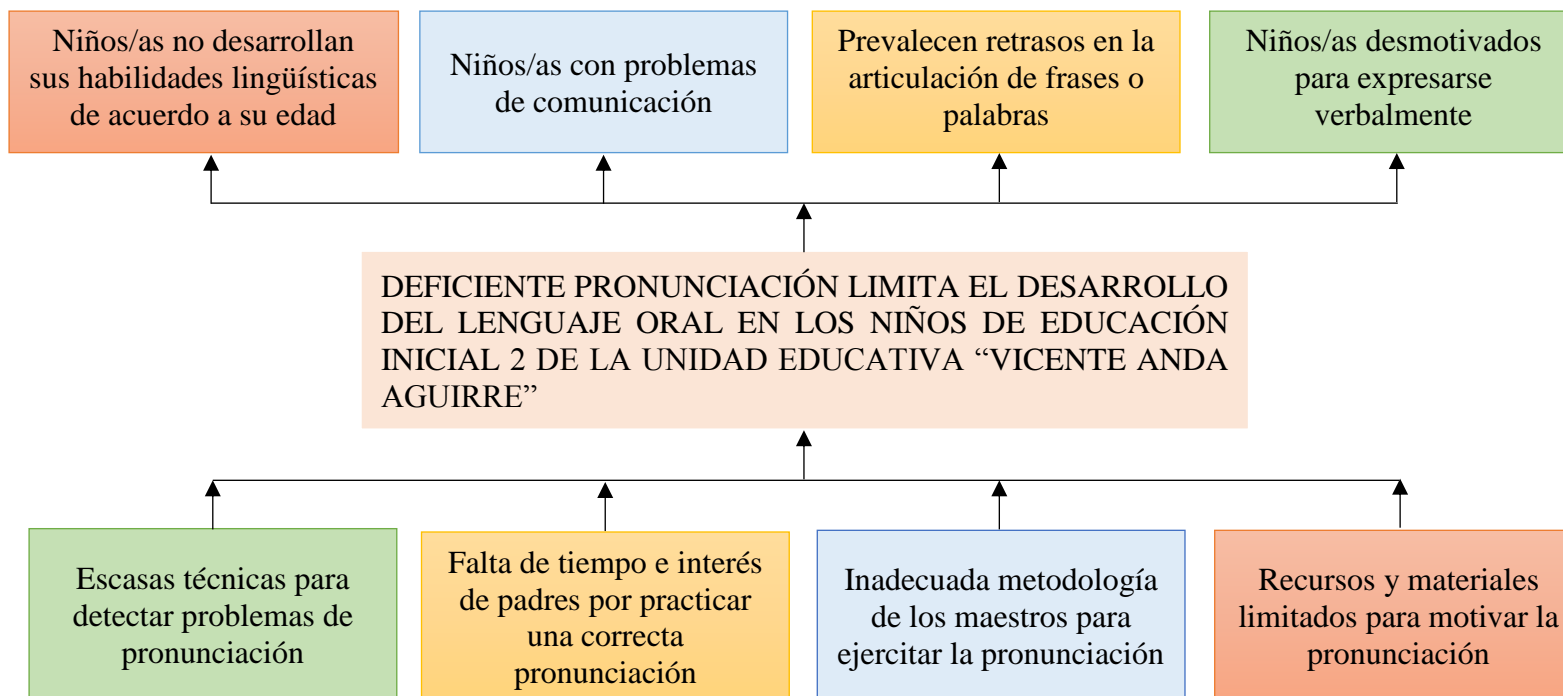 Niños/as no desarrollan
sus habilidades lingüísticas
de acuerdo a su edad
Niños/as con problemas
de comunicación
Prevalecen retrasos en la
articulación de frases o
palabras
Niños/as desmotivados
para expresarse
verbalmente
DEFICIENTE PRONUNCIACIÓN LIMITA EL DESARROLLO
DEL LENGUAJE ORAL EN LOS NIÑOS DE EDUCACIÓN
INICIAL 2 DE LA UNIDAD EDUCATIVA “VICENTE ANDA
AGUIRRE”
Escasas técnicas para
detectar problemas de
pronunciación
Falta de tiempo e interés
de padres por practicar
una correcta
pronunciación
Inadecuada metodología
de los maestros para
ejercitar la pronunciación
Recursos y materiales
limitados para motivar la
pronunciación